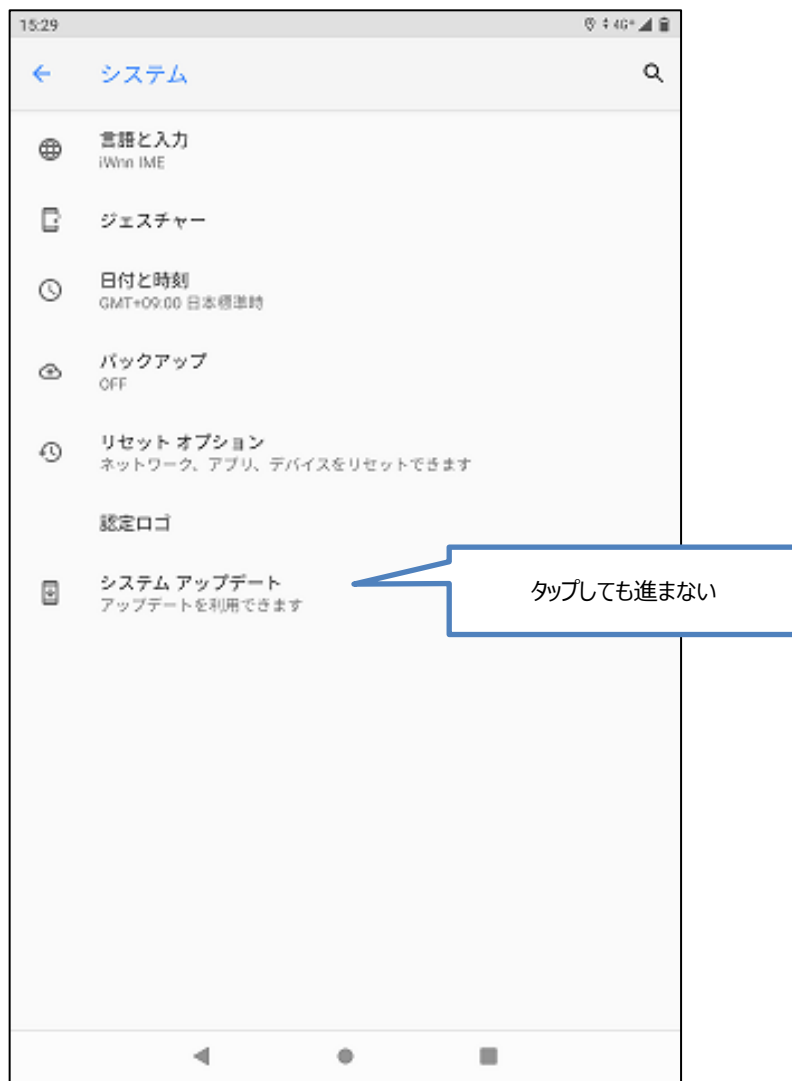 15:29
4G+
システム
言語と入力
iWnn IME
ジェスチャー
日付と時刻
GMT+09:00 日本標準時
バックアップ
OFF
リセット オプション
ネットワーク、アプリ、デバイスをリセットできます
認定ロゴ
システム アップデート
アップデートを利用できます
タップしても進まない